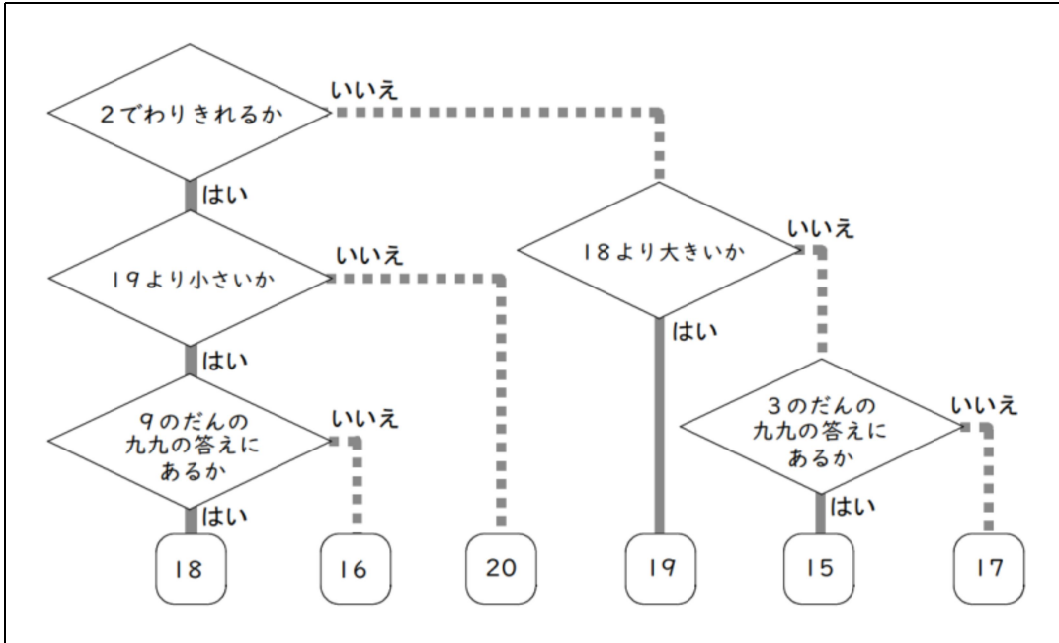 いいえ
2でわりきれるか
はい
いいえ
19より小さいか
いいえ
18より大きいか
はい
はい
9のだんの
九九の答えに
あるか
いいえ
3のだんの
九九の答えに
あるか
いいえ
はい
はい
18
16
20
19
15
17